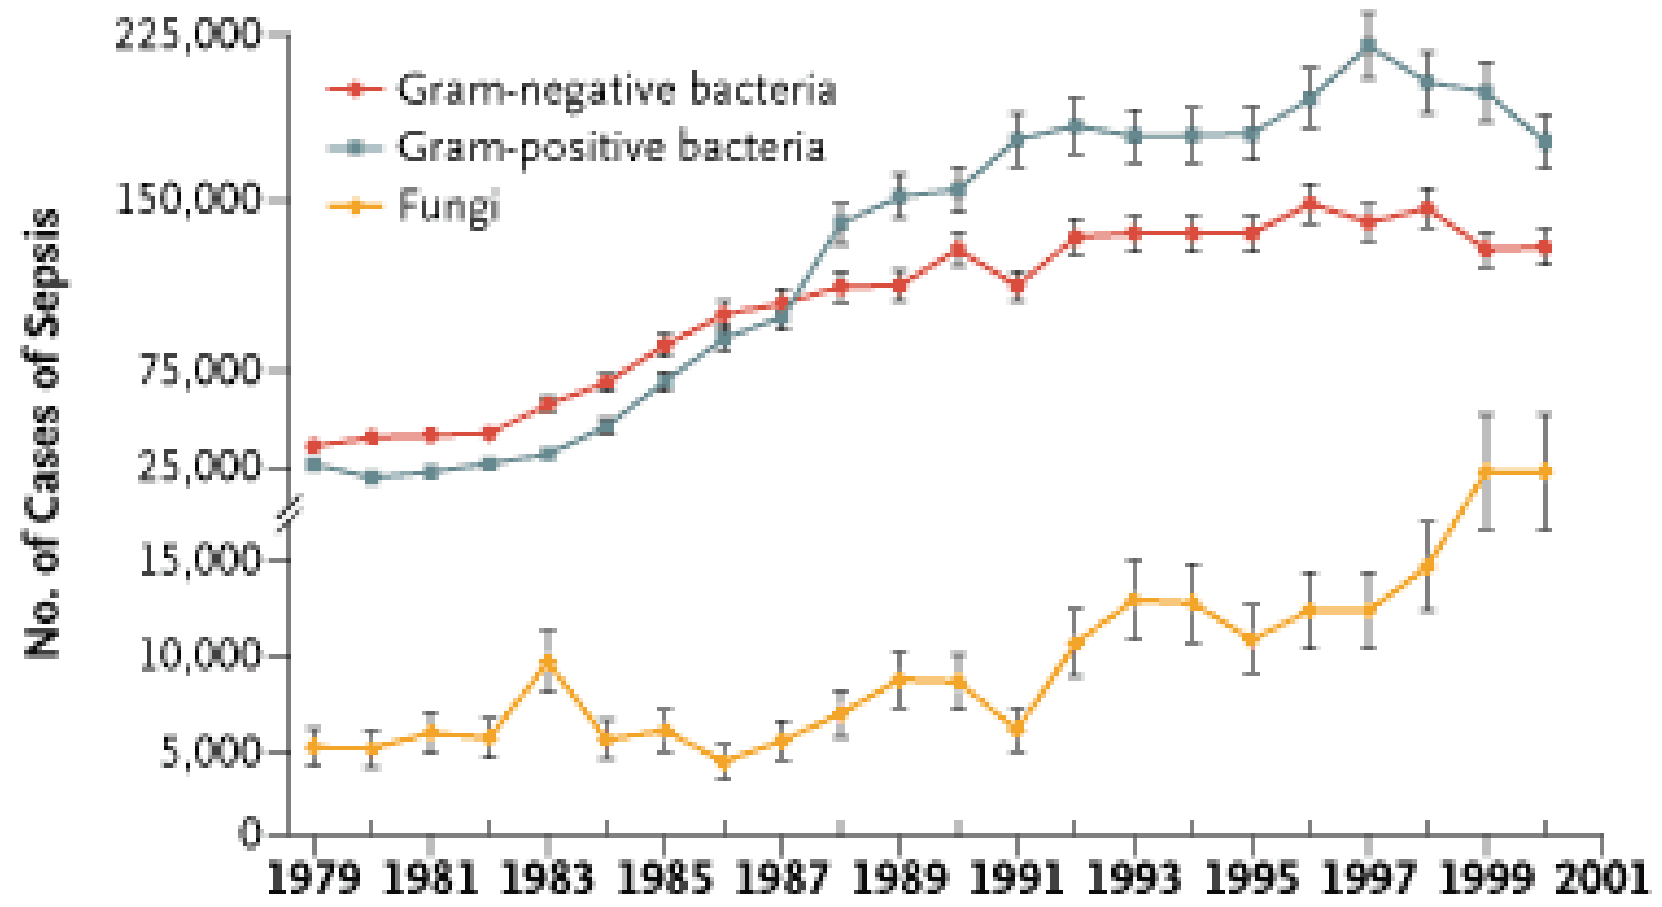 225,000
Gram-negative bacteria
Gram-positive bacteria
150,000
Fungi
No. of Cases of Sepsis
75,000
25,000
15,000
10,000
5,000
0
1979 1981 1983 1985 1987 1989 1991 1993 1995 1997 1999 2001